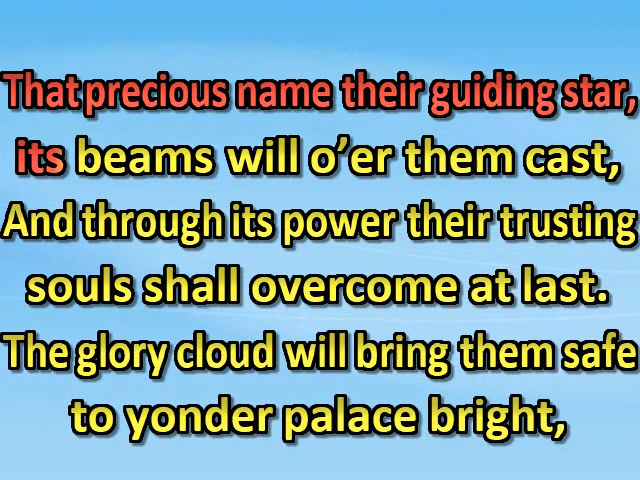 That precious name their guiding star,
its beams will o’er them cast,
And through its power their trusting
souls shall overcome at last.
The glory cloud will bring them safe
to yonder palace bright,